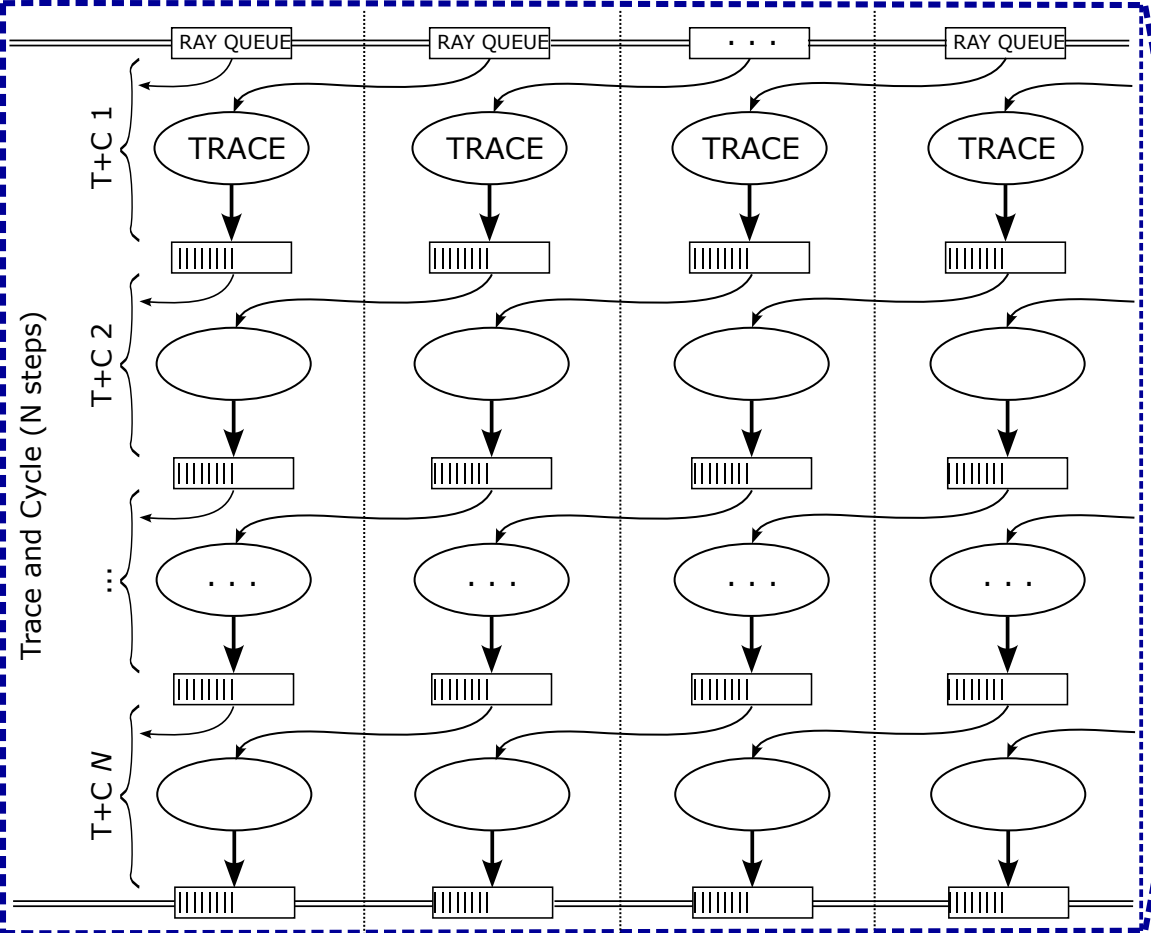 RAY QUEUE
RAY QUEUE
. . .
RAY QUEUE
T+C 1
TRACE
TRACE
TRACE
TRACE
T+C 2
Trace and Cycle (N steps)
...
. . .
. . .
. . .
. . .
T+C N